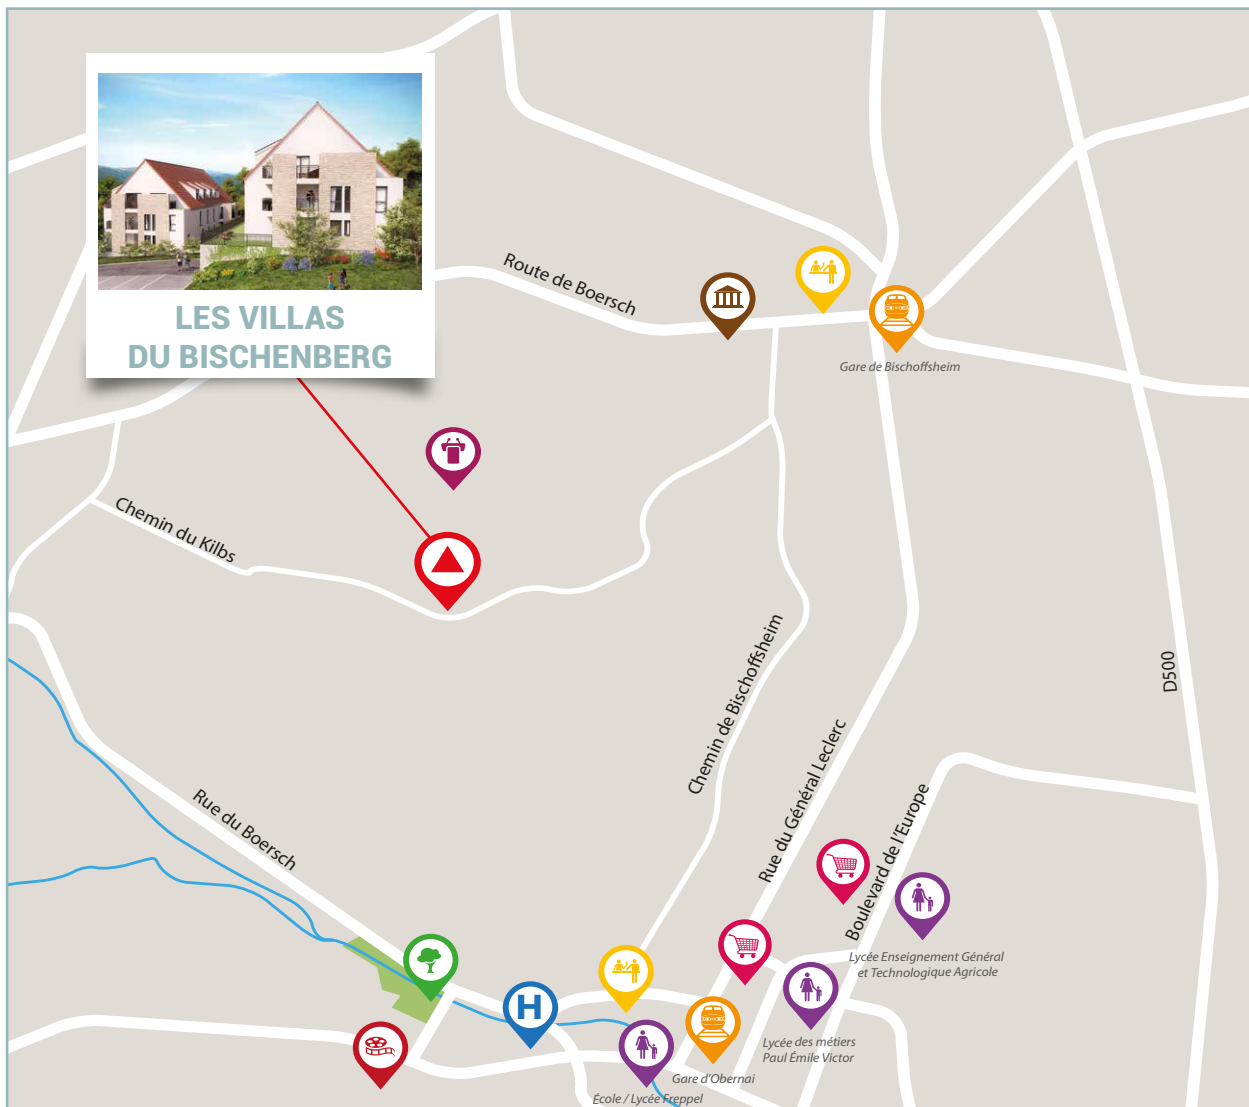 LES VILLAS
DU BISCHENBERG
Route de Boersch
Gare de Bischoffsheim
Chemin du Kilbs
Chemin de Bischoffsheim
D500
Rue du Général Leclerc
Rue du Boersch
Boulevard de l'Europe
Lycée Enseignement Général
et Technologique Agricole
H
Lycée des métiers
Paul Émile Victor
Gare d'Obernai
École / Lycée Freppel